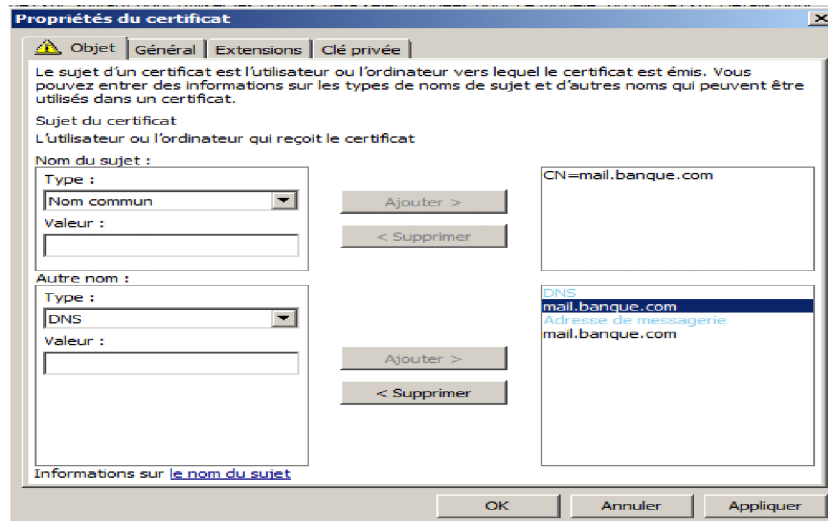 Propriétés du certificat
Objet Général Extensions Clé privée
Le sujet d'un certificat est l'utilisateur ou l'ordinateur vers lequel le certificat est émis. Vous
pouvez entrer des informations sur les types de noms de sujet et d'autres noms qui peuvent être
utilisés dans un certificat.
Sujet du certificat
L'utilisateur ou l'ordinateur qui reçoit le certificat
Nom du sujet :
Type :
Nom commun
Valeur :
Ajouter >
< Supprimer
CN=mail.banque.com
Autre nom :
Type :
DNS
Valeur :
Ajouter >
< Supprimer
DNS
mail.banque.com
Adresse de messagerie
mail.banque.com
Informations sur le nom du sujet
OK Annuler Appliquer